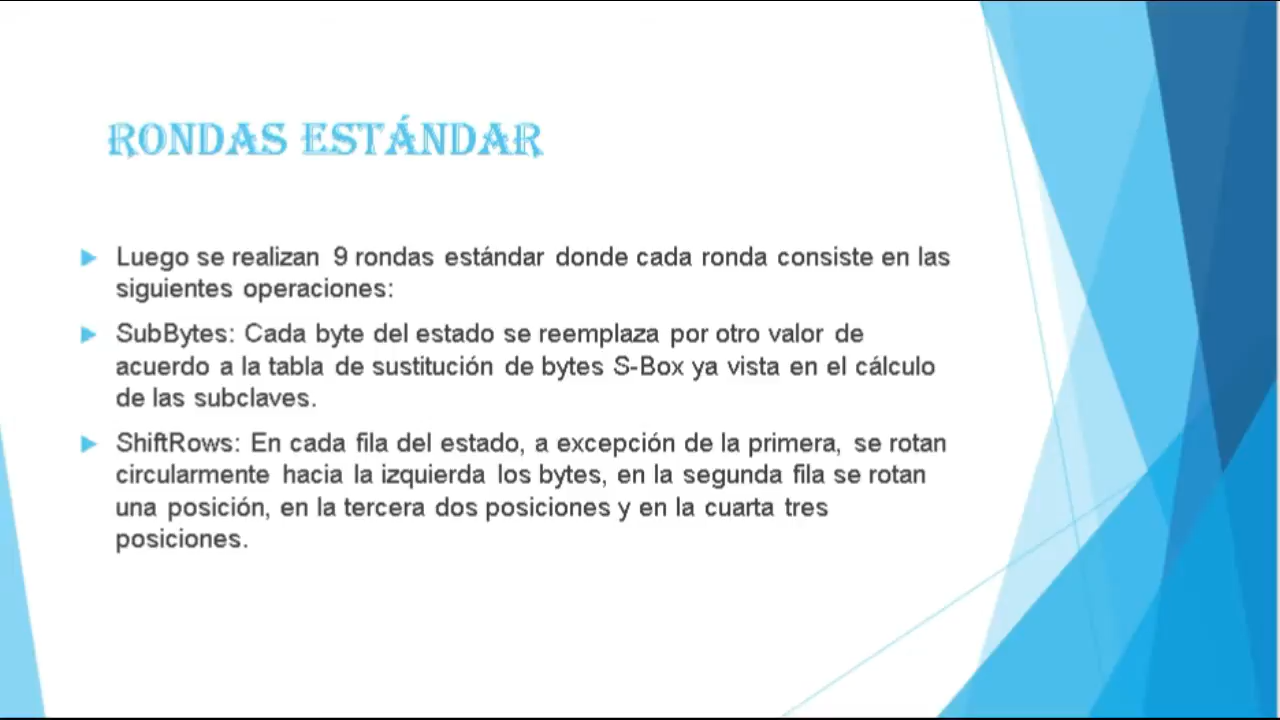 RONDAS ESTÁNDAR
Luego se realizan 9 rondas estándar donde cada ronda consiste en las
siguientes operaciones:
SubBytes: Cada byte del estado se reemplaza por otro valor de
acuerdo a la tabla de sustitución de bytes S-Box ya vista en el cálculo
de las subclaves.
ShiftRows: En cada fila del estado, a excepción de la primera, se rotan
circularmente hacia la izquierda los bytes, en la segunda fila se rotan
una posición, en la tercera dos posiciones y en la cuarta tres
posiciones.